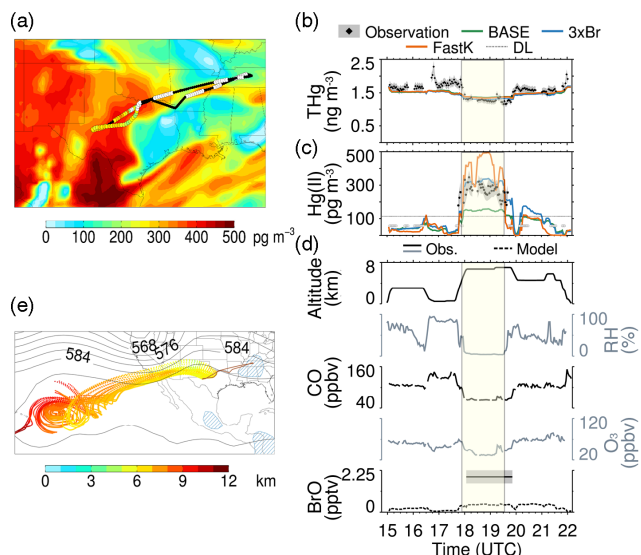 (a)
0 100 200 300 400 500 pg m⁻³
(e)
584 568 576 584
0 3 6 9 12 km
(b)
Observation BASE 3xBr
FastK DL
THg
(ng m⁻³)
2.5
1.5
(c)
Hg(II)
(pg m⁻³)
500
300
100
(d)
Obs. Model
Altitude
(km)
8
0
100
0
RH
(%)
CO
(ppbv)
160
40
120
20
O₃
(ppbv)
BrO
(pptv)
2.25
0
15 16 17 18 19 20 21 22
Time (UTC)